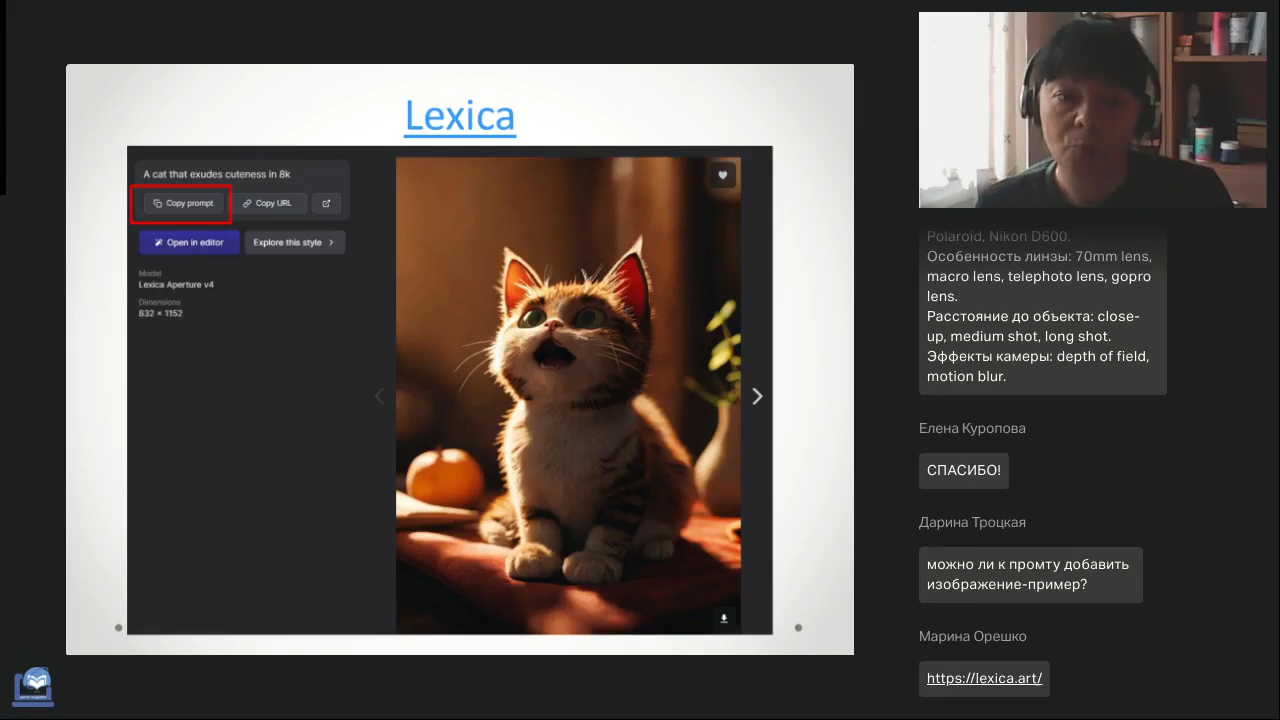 Lexica
A cat that exudes cuteness in 8k
Copy prompt
Copy URL
Open in editor
Explore this style
Model
Lexica Aperture v4
Dimensions
832 × 1152
Polaroid, Nikon D600.
Особенность линзы: 70mm lens,
macro lens, telephoto lens, gopro
lens.
Расстояние до объекта: close-
up, medium shot, long shot.
Эффекты камеры: depth of field,
motion blur.
Елена Куропова
СПАСИБО!
Дарина Троцкая
можно ли к промту добавить
изображение-пример?
Марина Орешко
https://lexica.art/